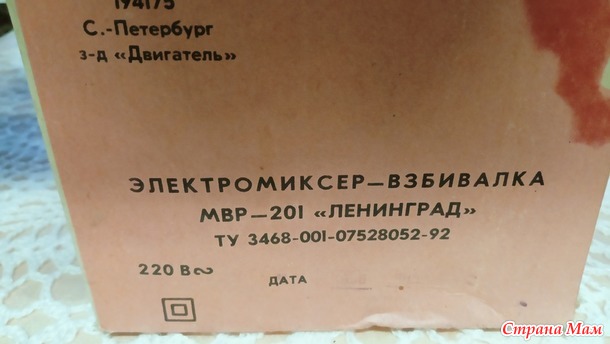 194175
С.-Петербург
з-д «Двигатель»
ЭЛЕКТРОМИКСЕР—ВЗБИВАЛКА
МВР—201 «ЛЕНИНГРАД»
ТУ 3468-001-07528052-92
220 В∾
ДАТА
Страна Мам